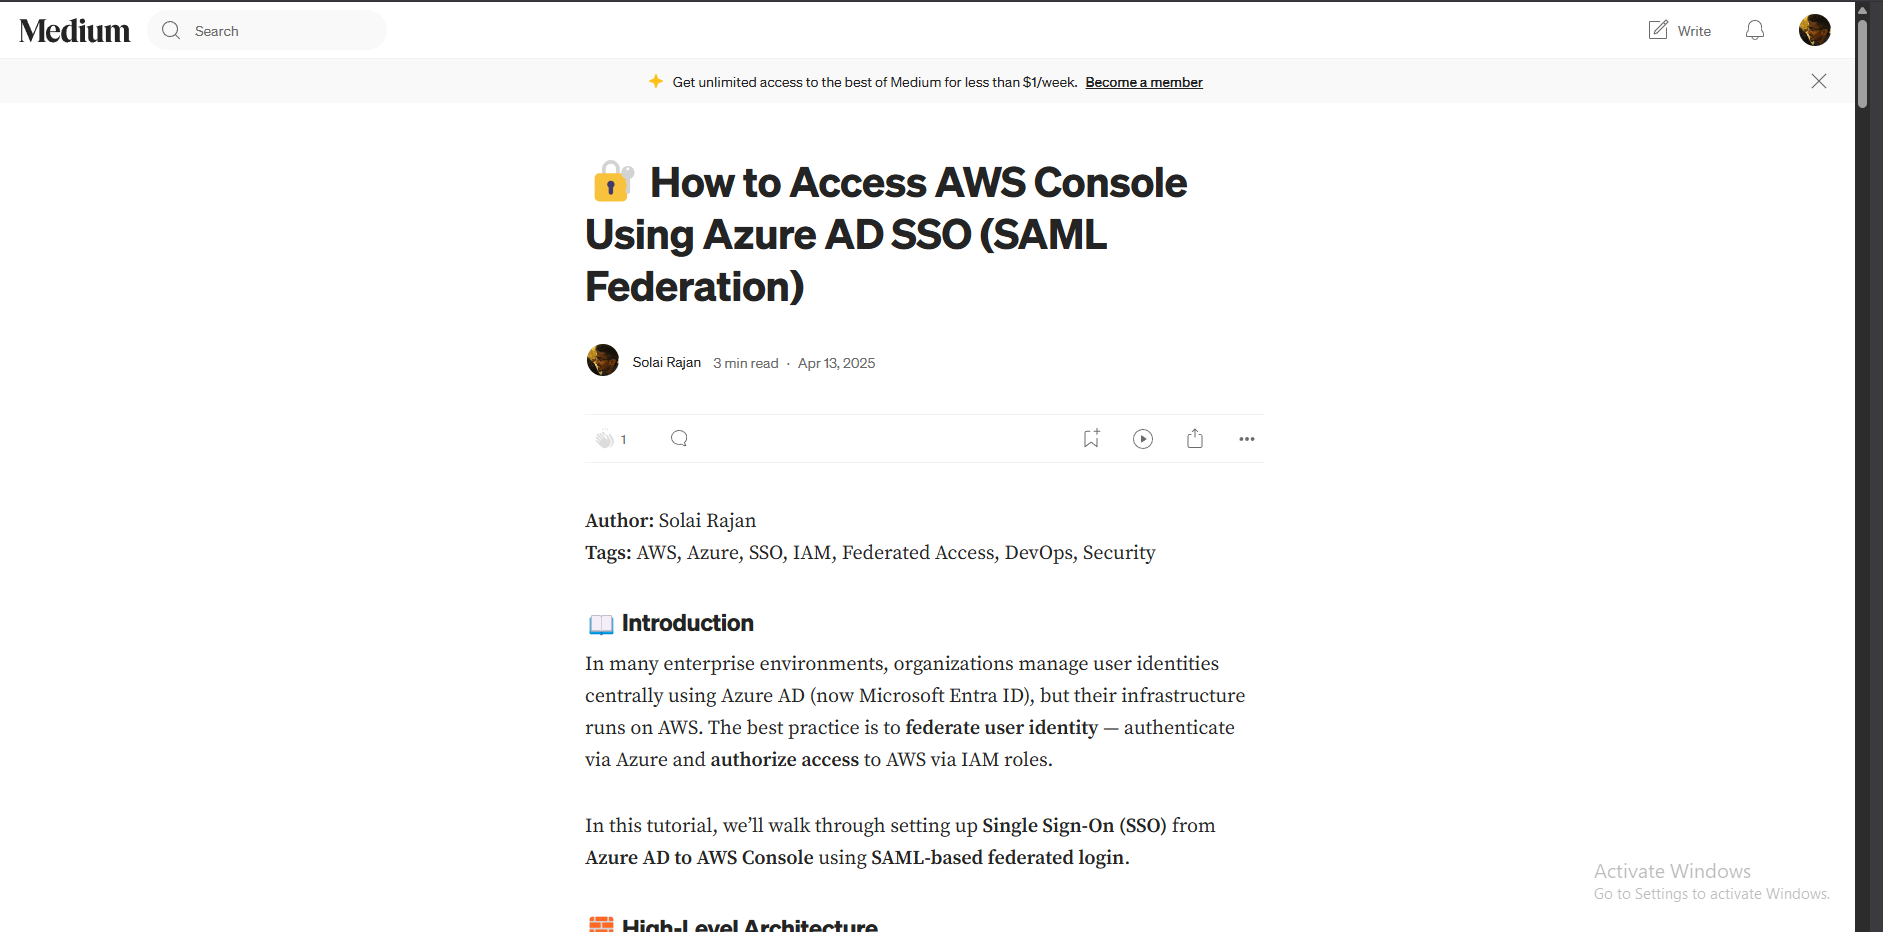 Medium
Search
Write
Get unlimited access to the best of Medium for less than $1/week. Become a member
How to Access AWS Console
Using Azure AD SSO (SAML
Federation)
Solai Rajan 3 min read · Apr 13, 2025
1
Author: Solai Rajan
Tags: AWS, Azure, SSO, IAM, Federated Access, DevOps, Security
Introduction
In many enterprise environments, organizations manage user identities
centrally using Azure AD (now Microsoft Entra ID), but their infrastructure
runs on AWS. The best practice is to federate user identity — authenticate
via Azure and authorize access to AWS via IAM roles.
In this tutorial, we’ll walk through setting up Single Sign-On (SSO) from
Azure AD to AWS Console using SAML-based federated login.
High-Level Architecture
Activate Windows
Go to Settings to activate Windows.